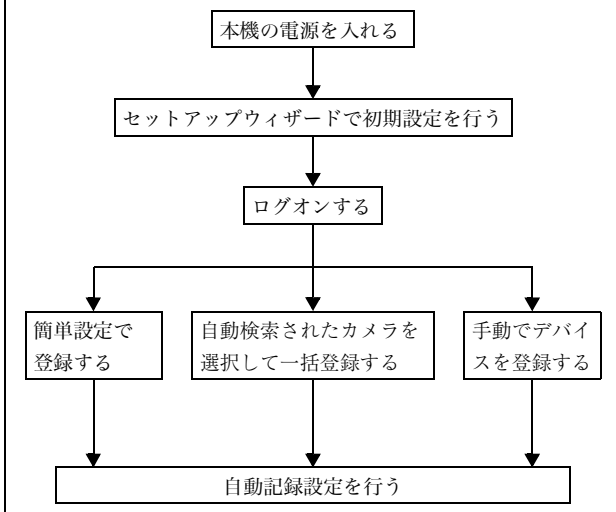 本機の電源を入れる
セットアップウィザードで初期設定を行う
ログオンする
簡単設定で
登録する
自動検索されたカメラを
選択して一括登録する
手動でデバイ
スを登録する
自動記録設定を行う